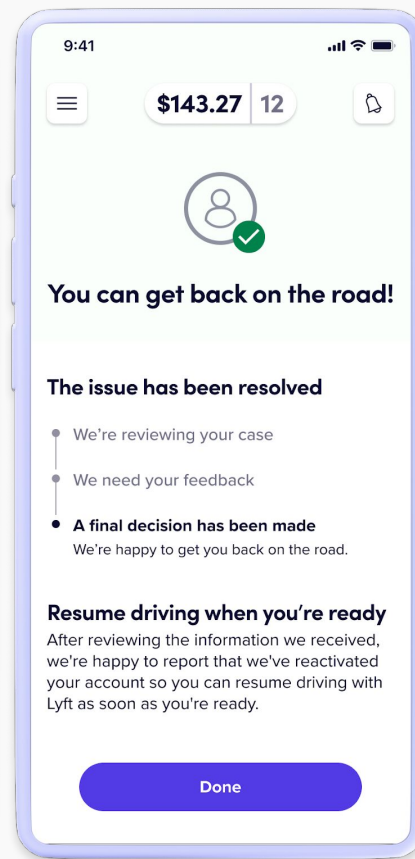 9:41
$143.27 12
You can get back on the road!
The issue has been resolved
We're reviewing your case
We need your feedback
A final decision has been made
We're happy to get you back on the road.
Resume driving when you're ready
After reviewing the information we received,
we're happy to report that we've reactivated
your account so you can resume driving with
Lyft as soon as you're ready.
Done